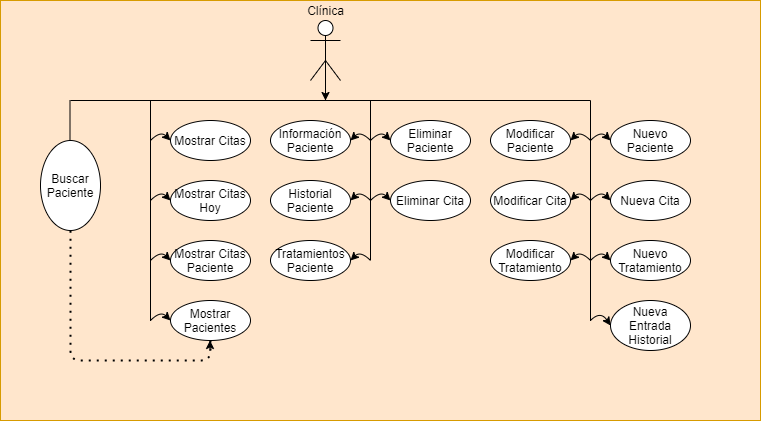 Clínica
Buscar
Paciente
Mostrar Citas
Mostrar Citas
Hoy
Mostrar Citas
Paciente
Mostrar
Pacientes
Información
Paciente
Historial
Paciente
Tratamientos
Paciente
Eliminar
Paciente
Eliminar Cita
Modificar
Paciente
Modificar Cita
Modificar
Tratamiento
Nuevo
Paciente
Nueva Cita
Nuevo
Tratamiento
Nueva
Entrada
Historial